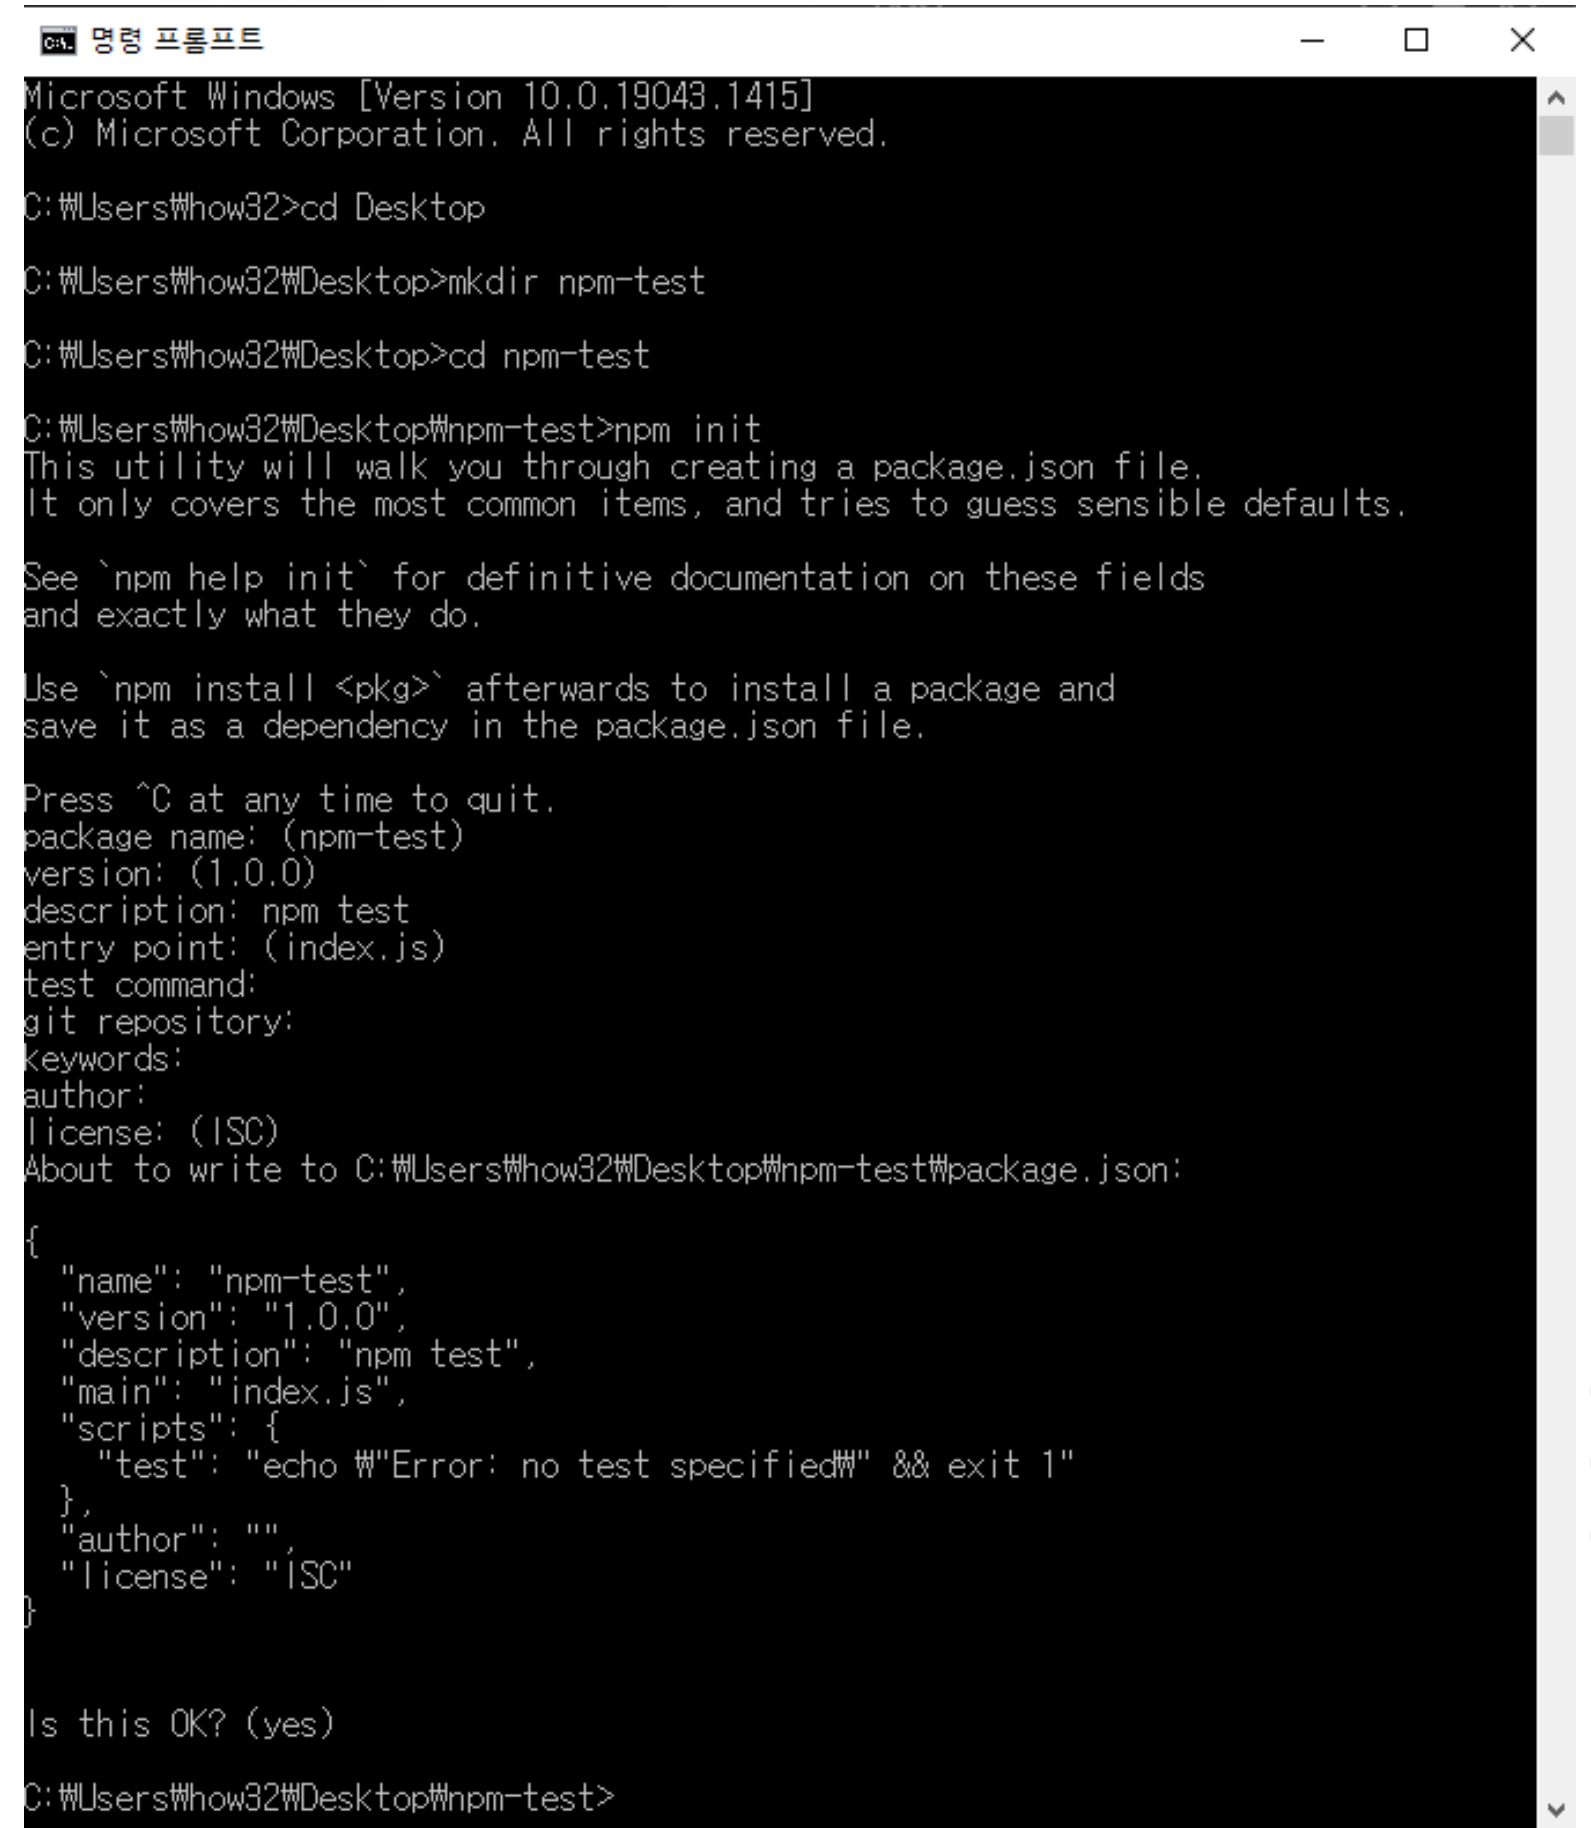 명령 프롬프트
Microsoft Windows [Version 10.0.19043.1415]
(c) Microsoft Corporation. All rights reserved.
C:₩Users₩how32>cd Desktop
C:₩Users₩how32₩Desktop>mkdir npm-test
C:₩Users₩how32₩Desktop>cd npm-test
C:₩Users₩how32₩Desktop₩npm-test>npm init
This utility will walk you through creating a package.json file.
It only covers the most common items, and tries to guess sensible defaults.
See `npm help init` for definitive documentation on these fields
and exactly what they do.
Use `npm install <pkg>` afterwards to install a package and
save it as a dependency in the package.json file.
Press ^C at any time to quit.
package name: (npm-test)
version: (1.0.0)
description: npm test
entry point: (index.js)
test command:
git repository:
keywords:
author:
license: (ISC)
About to write to C:₩Users₩how32₩Desktop₩npm-test₩package.json:
{
  "name": "npm-test",
  "version": "1.0.0",
  "description": "npm test",
  "main": "index.js",
  "scripts": {
    "test": "echo ₩"Error: no test specified₩" && exit 1"
  },
  "author": "",
  "license": "ISC"
}
Is this OK? (yes)
C:₩Users₩how32₩Desktop₩npm-test>